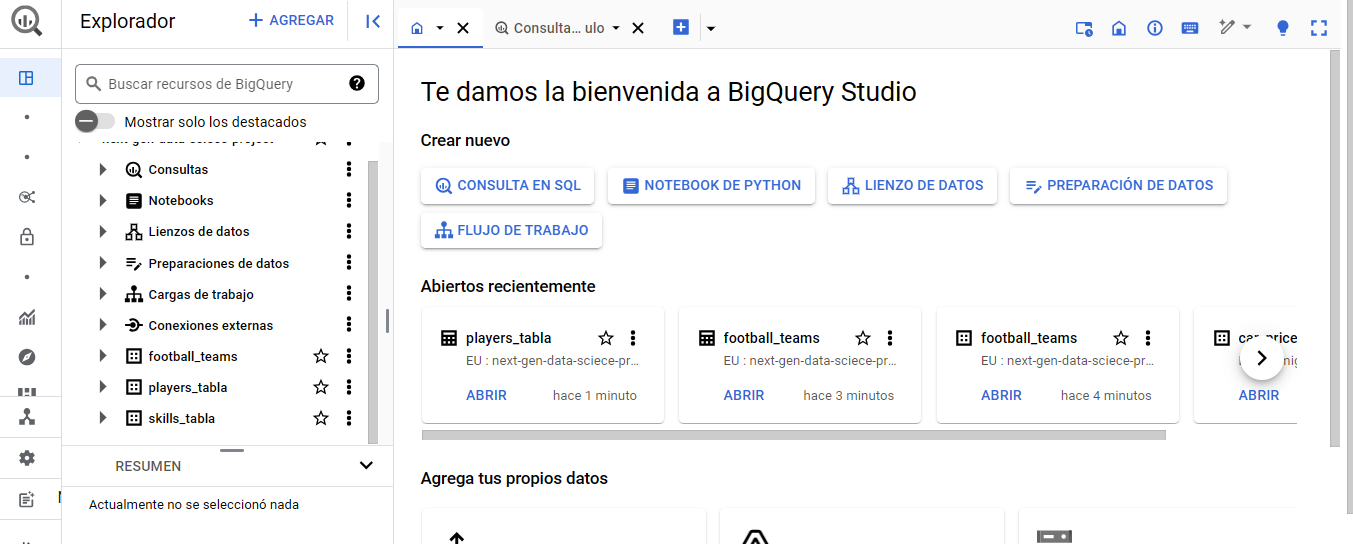 Explorador
AGREGAR
Consulta... ulo
Buscar recursos de BigQuery
Mostrar solo los destacados
next-gen-data-sciece-project
Consultas
Notebooks
Lienzos de datos
Preparaciones de datos
Cargas de trabajo
Conexiones externas
football_teams
players_tabla
skills_tabla
RESUMEN
Actualmente no se seleccionó nada
Te damos la bienvenida a BigQuery Studio
Crear nuevo
CONSULTA EN SQL
NOTEBOOK DE PYTHON
LIENZO DE DATOS
PREPARACIÓN DE DATOS
FLUJO DE TRABAJO
Abiertos recientemente
players_tabla
EU : next-gen-data-sciece-pr...
ABRIR hace 1 minuto
football_teams
EU : next-gen-data-sciece-pr...
ABRIR hace 3 minutos
football_teams
EU : next-gen-data-sciece-pr...
ABRIR hace 4 minutos
ABRIR
Agrega tus propios datos